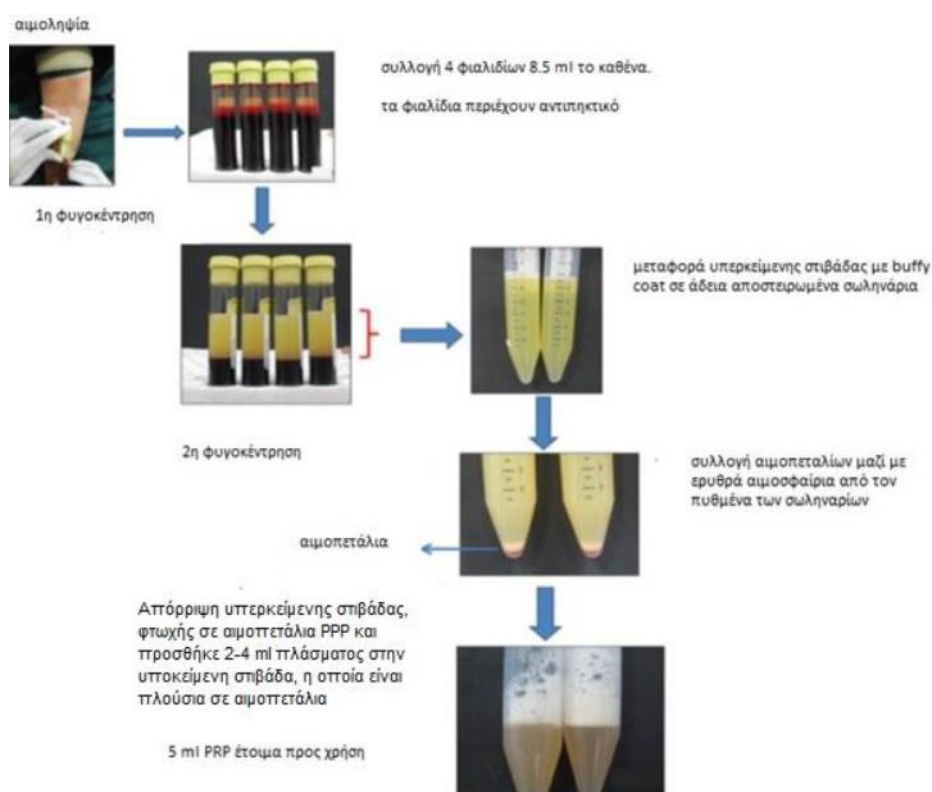 αιμοληψία
συλλογή 4 φιαλιδίων 8.5 ml το καθένα.
τα φιαλίδια περιέχουν αντιπηκτικό
1η φυγοκέντρηση
μεταφορά υπερκείμενης στιβάδας με buffy
coat σε άδεια αποστειρωμένα σωληνάρια
2η φυγοκέντρηση
συλλογή αιμοπεταλίων μαζί με
ερυθρά αιμοσφαίρια από τον
πυθμένα των σωληναρίων
αιμοπετάλια
Απόρριψη υπερκείμενης στιβάδας,
φτωχής σε αιμοπετάλια PPP και
προσθήκε 2-4 ml πλάσματος στην
υποκείμενη στιβάδα, η οποία είναι
πλούσια σε αιμοπετάλια
5 ml PRP έτοιμα προς χρήση